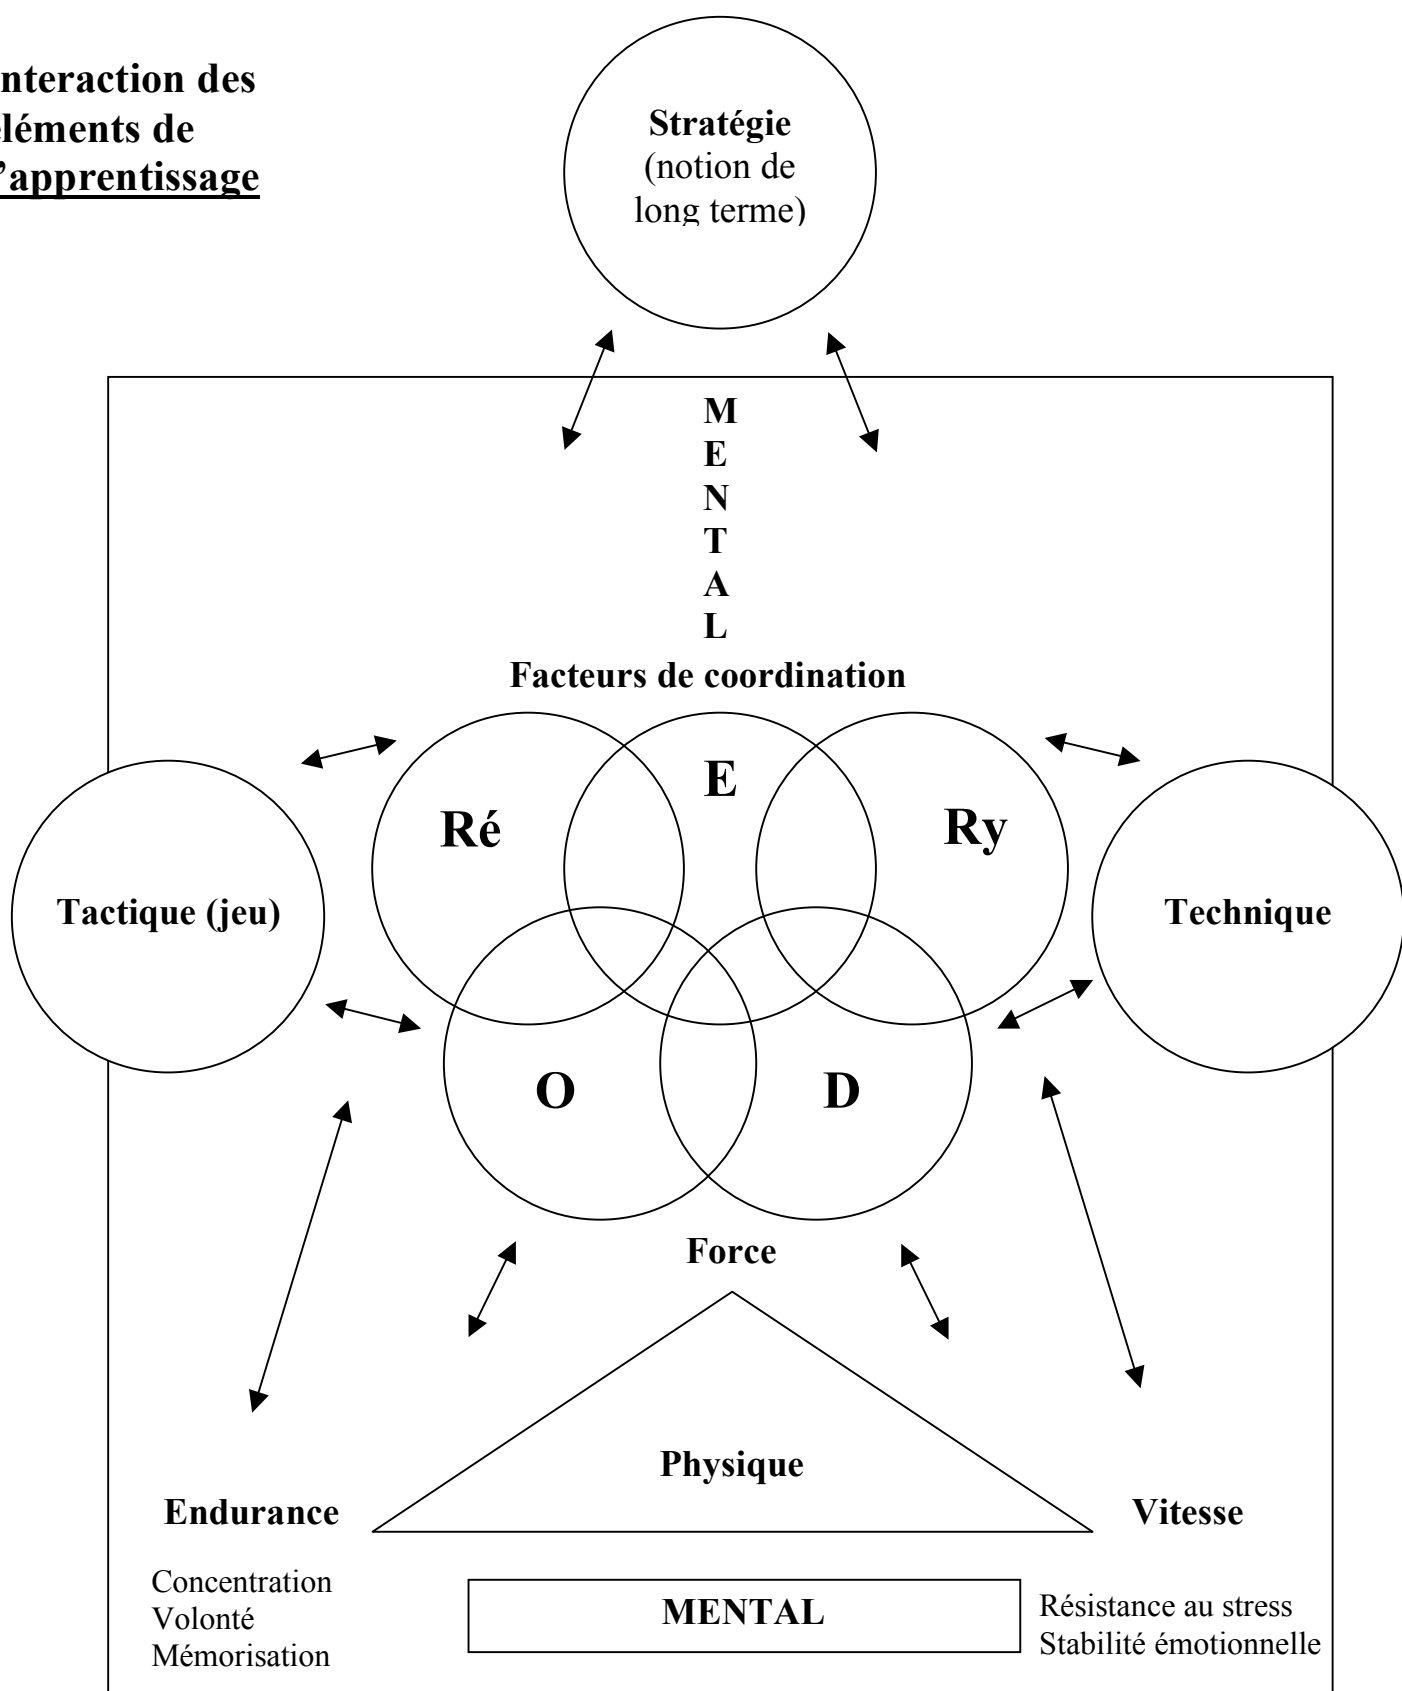 nteraction des
éléments de
'apprentissage
Stratégie
(notion de
long terme)
M
E
N
T
A
L
Facteurs de coordination
Ré
E
Ry
Tactique (jeu)
Technique
O
D
Force
Physique
Endurance
Vitesse
Concentration
Volonté
Mémorisation
MENTAL
Résistance au stress
Stabilité émotionnelle